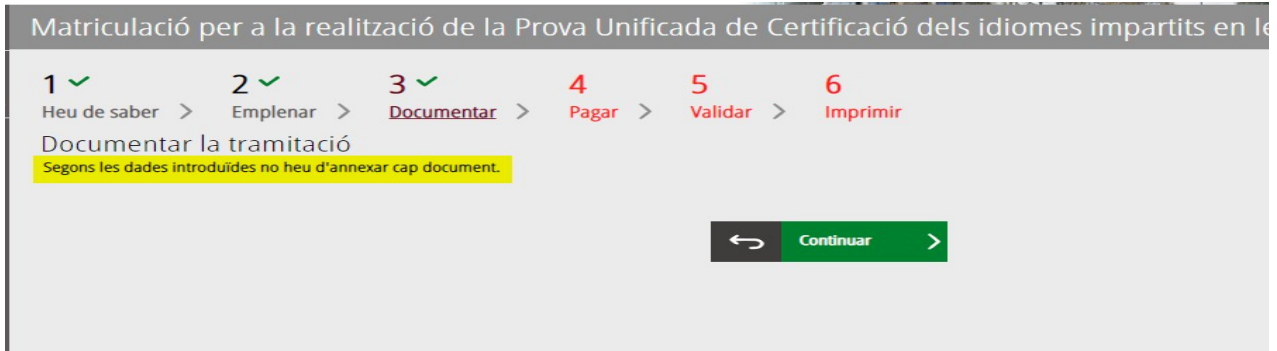 Matriculació per a la realització de la Prova Unificada de Certificació dels idiomes impartits en
1 2 3 4 5 6
Heu de saber > Emplenar > Documentar > Pagar > Validar > Imprimir
Documentar la tramitació
Segons les dades introduïdes no heu d'annexar cap document.
Continuar >